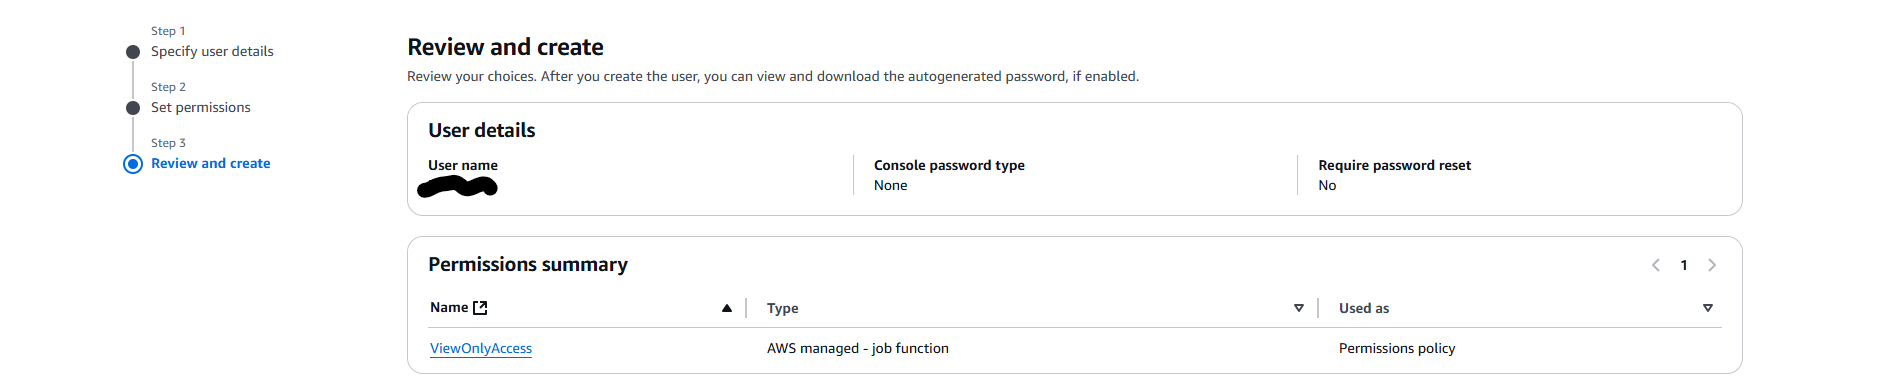 Step 1
Specify user details
Step 2
Set permissions
Step 3
Review and create
Review and create
Review your choices. After you create the user, you can view and download the autogenerated password, if enabled.
User details
User name
Console password type
None
Require password reset
No
Permissions summary
1
Name
Type
Used as
ViewOnlyAccess
AWS managed - job function
Permissions policy